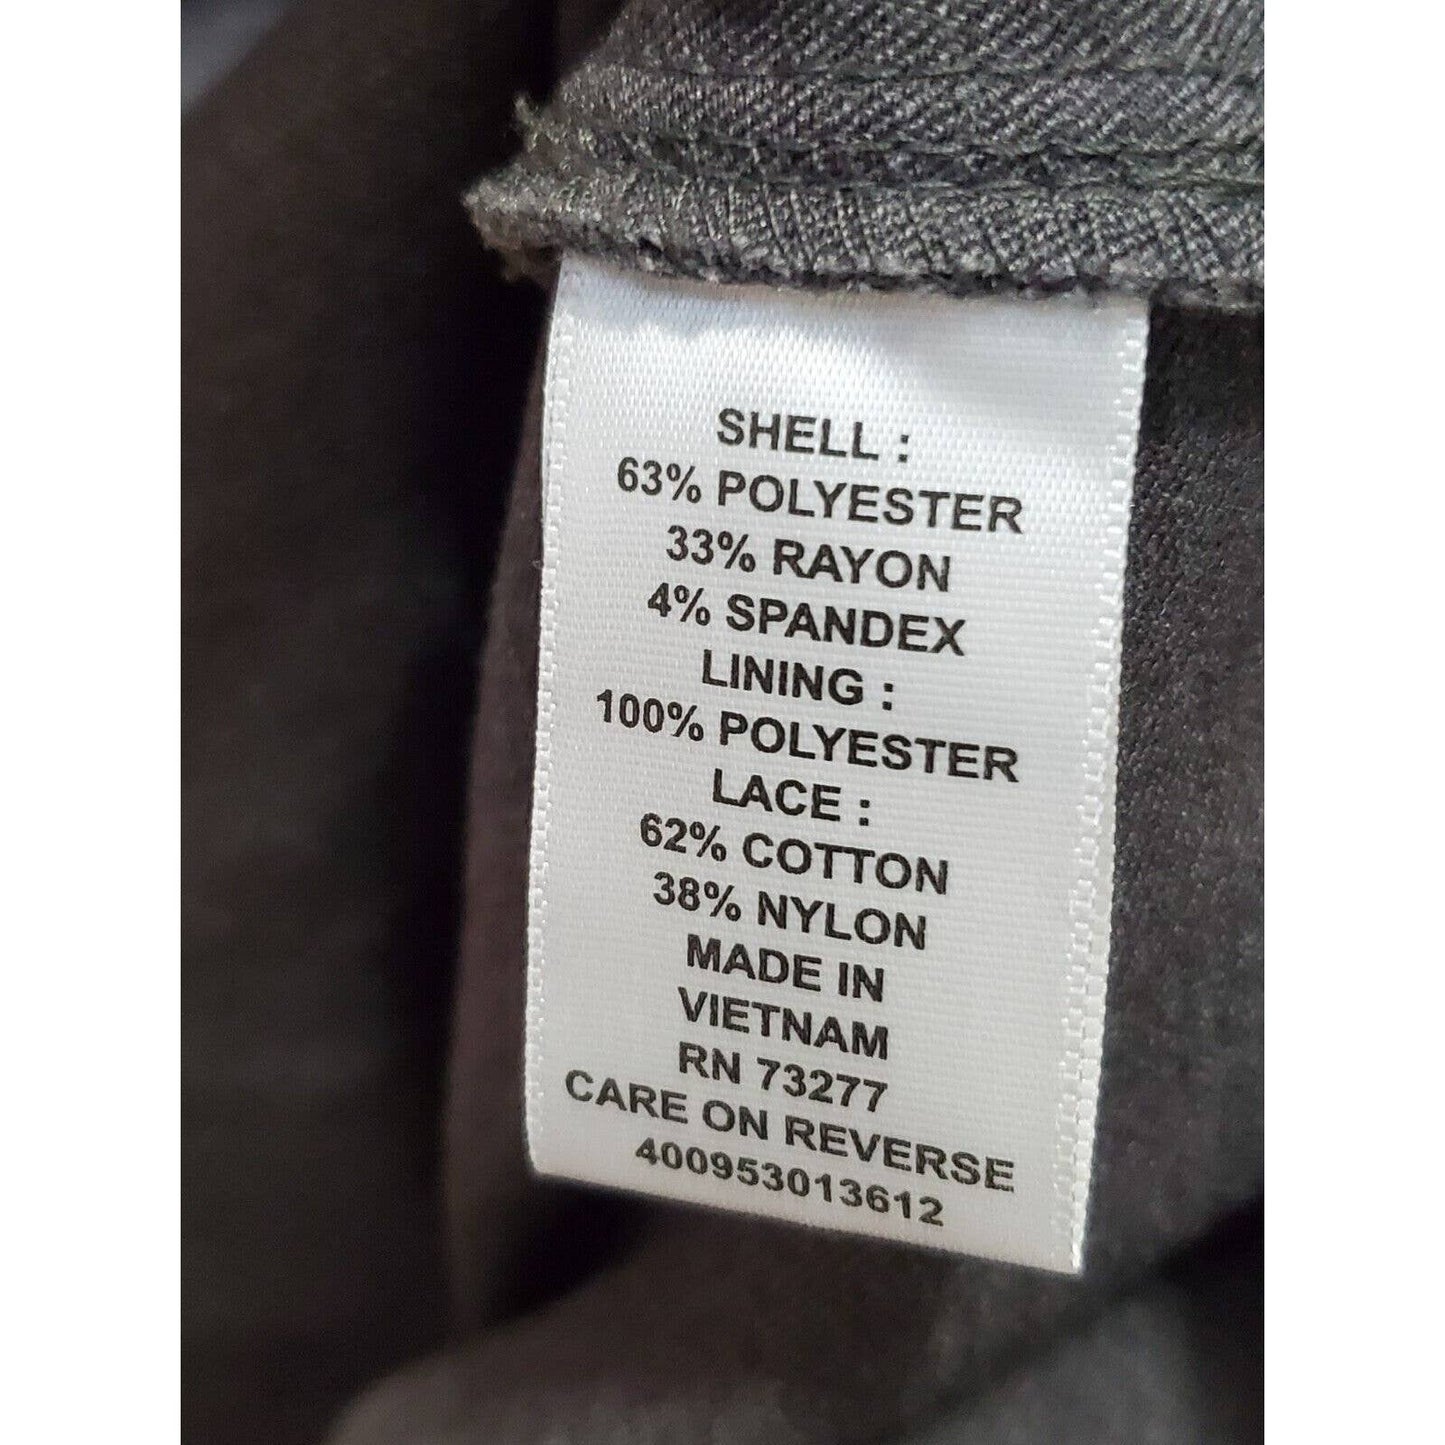 SHELL :
63% POLYESTER
33% RAYON
4% SPANDEX
LINING :
100% POLYESTER
LACE :
62% COTTON
38% NYLON
MADE IN
VIETNAM
RN 73277
CARE ON REVERSE
400953013612